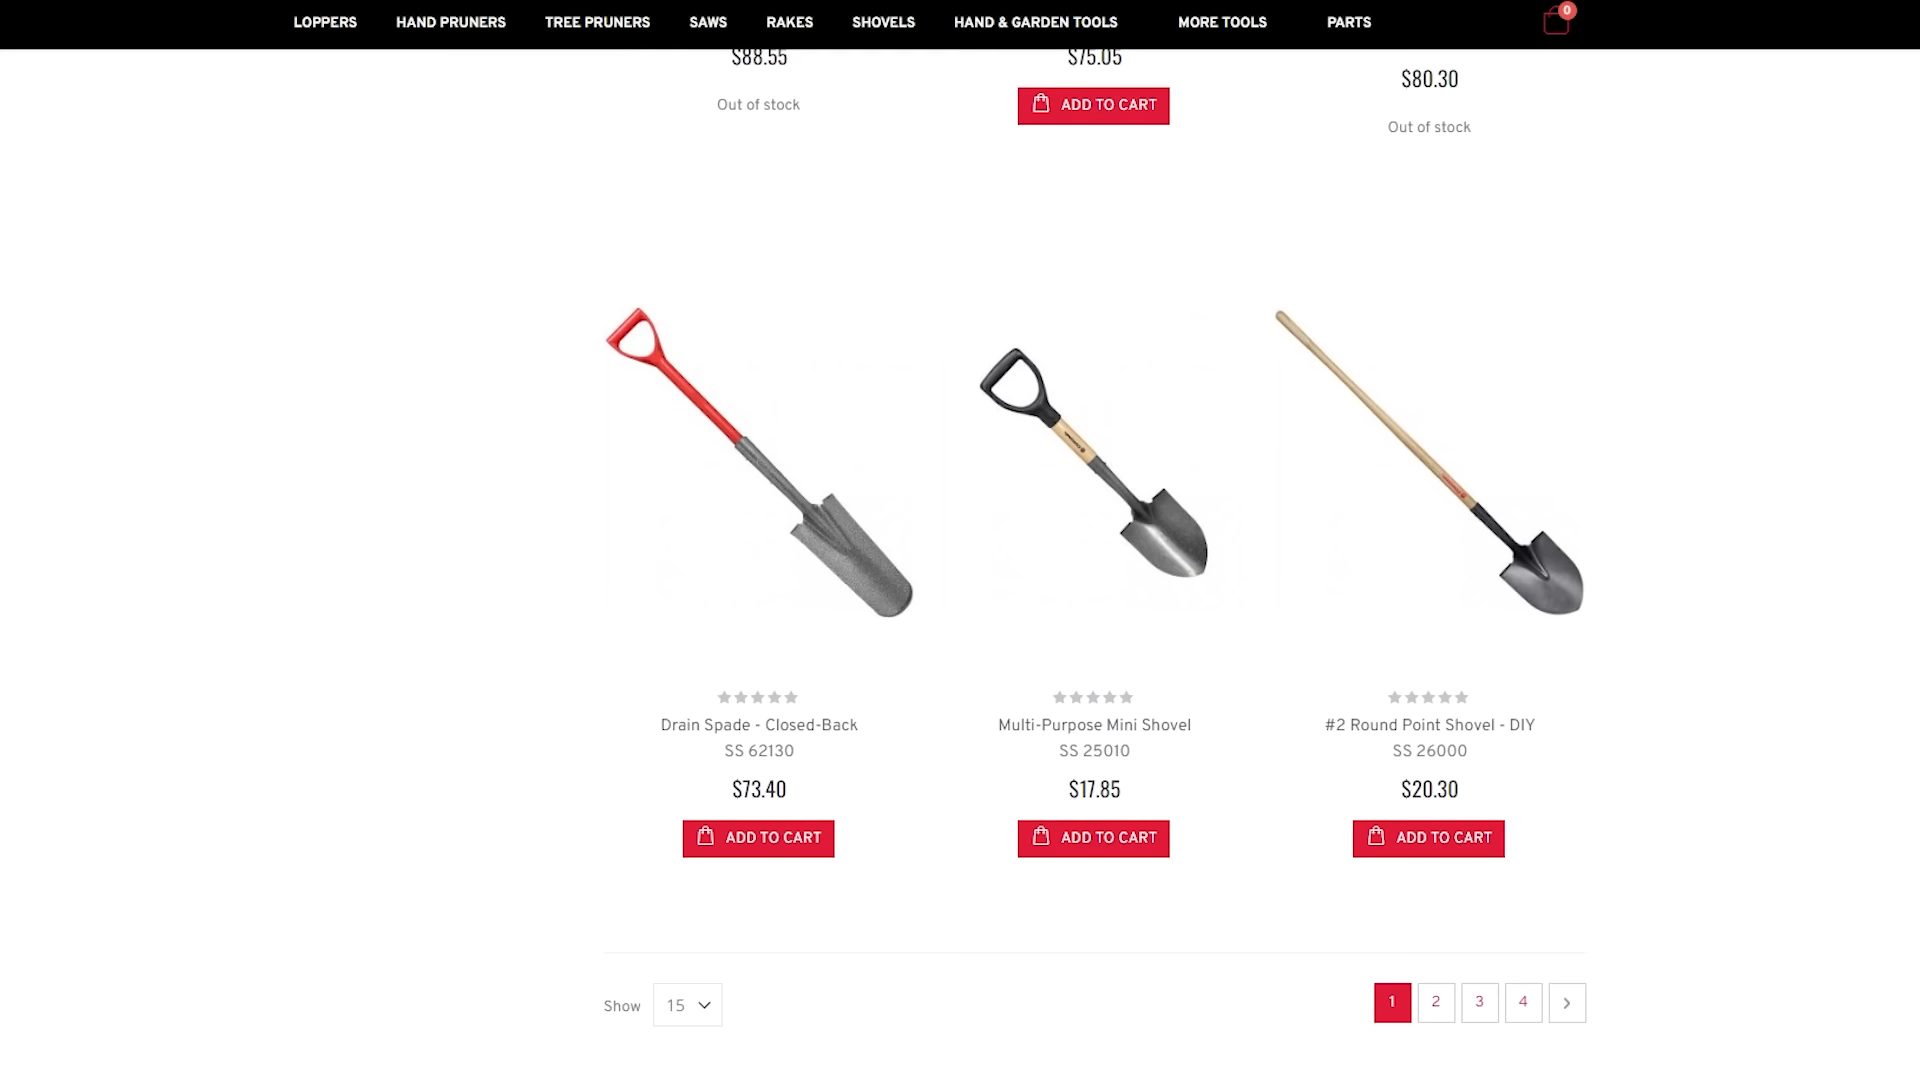 LOPPERS HAND PRUNERS TREE PRUNERS SAWS RAKES SHOVELS HAND & GARDEN TOOLS MORE TOOLS PARTS 0
$88.55 $75.05 $80.30
Out of stock ADD TO CART Out of stock
Drain Spade - Closed-Back Multi-Purpose Mini Shovel #2 Round Point Shovel - DIY
SS 62130 SS 25010 SS 26000
$73.40 $17.85 $20.30
ADD TO CART ADD TO CART ADD TO CART
Show 15 1 2 3 4